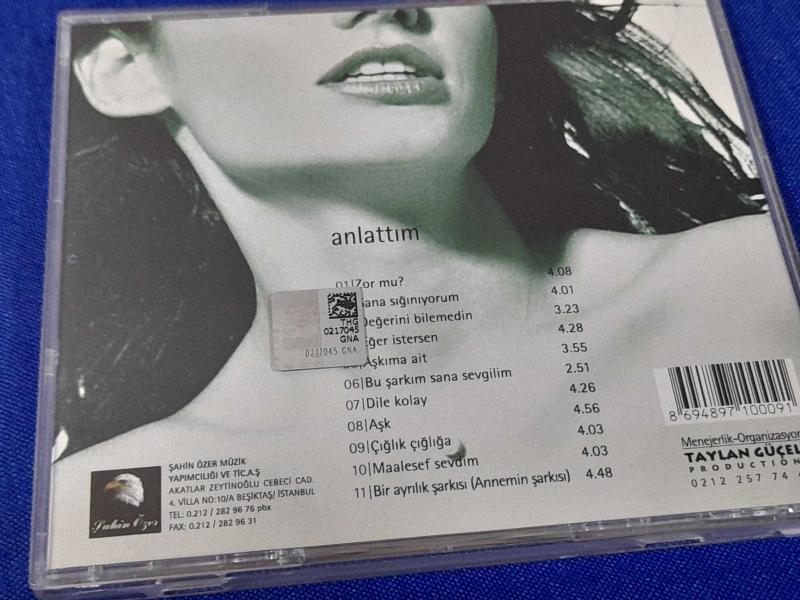 anlattım
01|Zor mu? 4.08
ana sığınıyorum 4.01
Değerini bilemedin 3.23
ğer istersen 4.28
Aşkıma ait 3.55
06|Bu şarkım sana sevgilim 2.51
07|Dile kolay 4.26
08|Aşk 4.56
09|Çığlık çığlığa 4.03
10|Maalesef sevdim 4.03
11|Bir ayrılık şarkısı (Annemin şarkısı) 4.48
THG
0217045
GNA
0217045 GNA
8 694897 100091
Menejerlik-Organizasyon
TAYLAN GÜÇEL
PRODUCTION
0212 257 74
Şahin Özer
ŞAHİN ÖZER MÜZİK
YAPIMCILIĞI VE TİC.A.Ş
AKATLAR ZEYTİNOĞLU CEBECİ CAD.
4. VİLLA NO:10/A BEŞİKTAŞ/ İSTANBUL
TEL: 0.212 / 282 96 76 pbx
FAX: 0.212 / 282 96 31